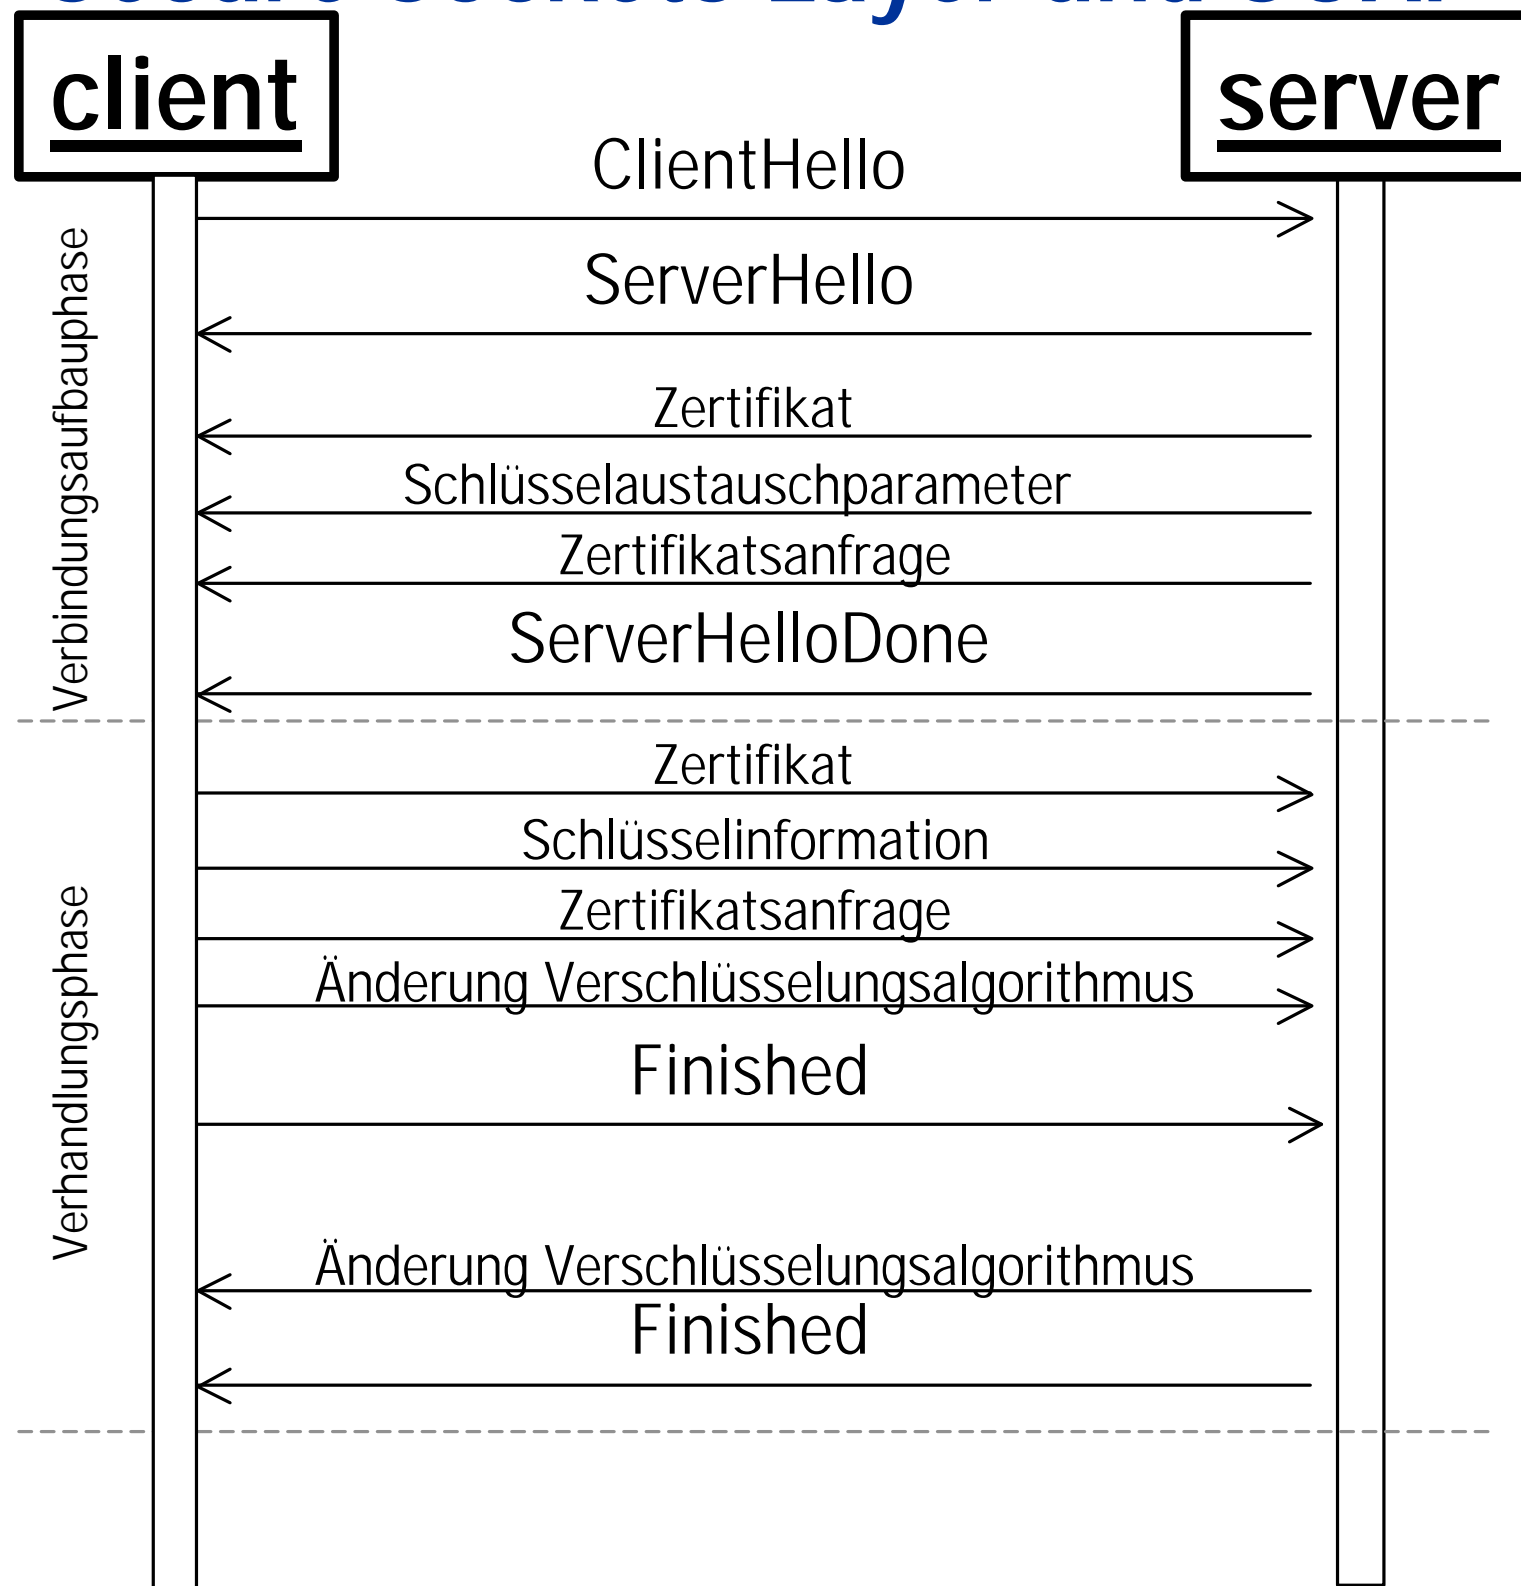 client
server
ClientHello
ServerHello
Zertifikat
Schlüsselaustauschparameter
Zertifikatsanfrage
ServerHelloDone
Verbindungsaufbauphase
Zertifikat
Schlüsselinformation
Zertifikatsanfrage
Änderung Verschlüsselungsalgorithmus
Finished
Änderung Verschlüsselungsalgorithmus
Finished
Verhandlungsphase